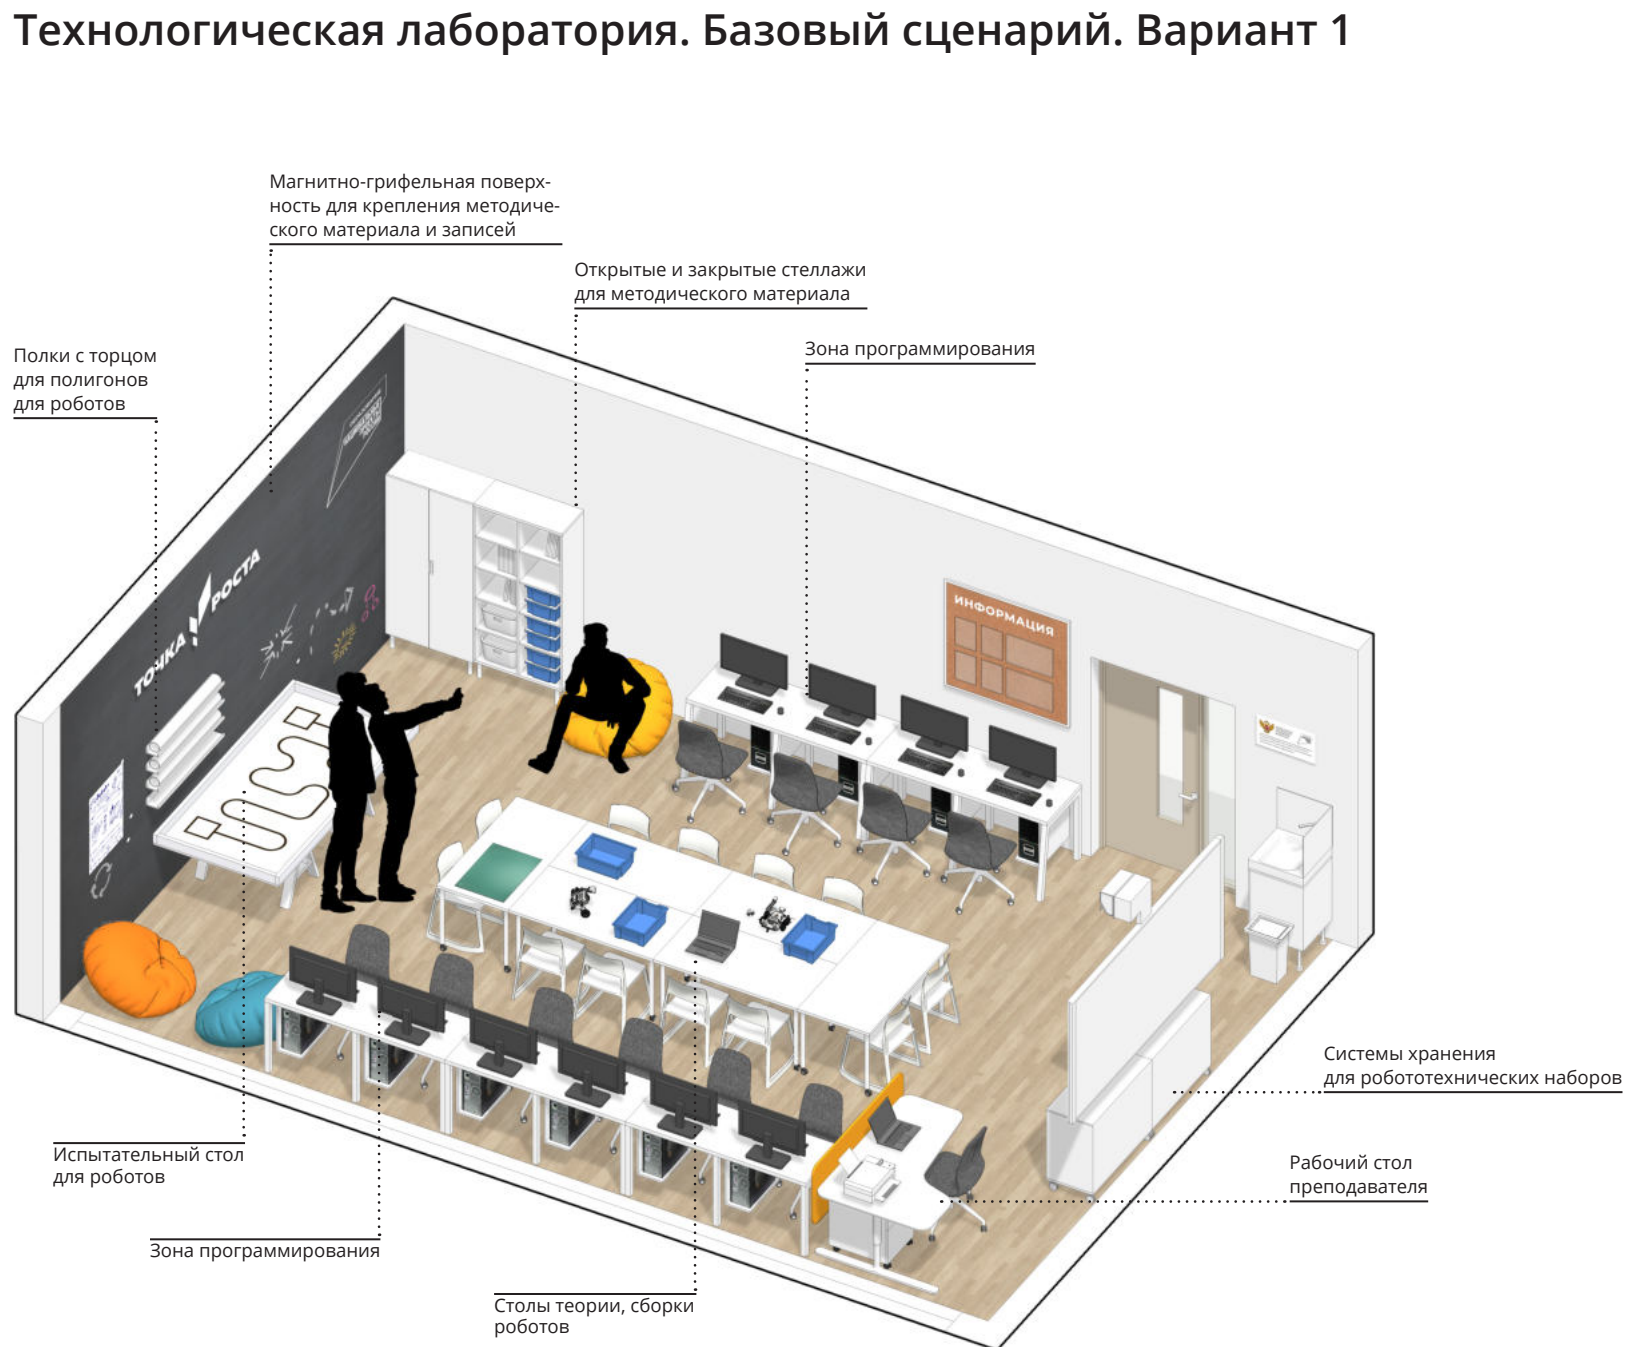 Технологическая лаборатория. Базовый сценарий. Вариант 1
Магнитно-грифельная поверх-
ность для крепления методиче-
ского материала и записей
Открытые и закрытые стеллажи
для методического материала
Зона программирования
Полки с торцом
для полигонов
для роботов
ТОЧКА РОСТА
ИНФОРМАЦИЯ
Системы хранения
для робототехнических наборов
Испытательный стол
для роботов
Рабочий стол
преподавателя
Зона программирования
Столы теории, сборки
роботов